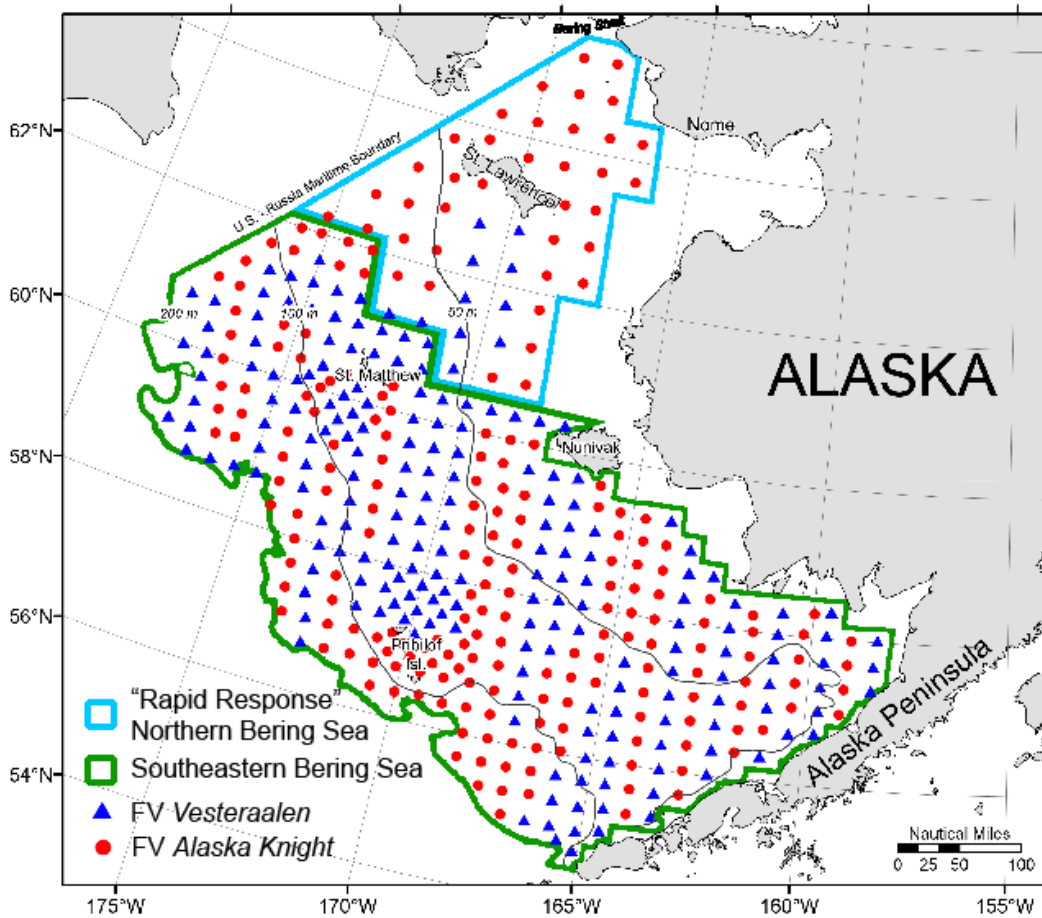 Bering Strait
62°N
Nome
U.S. - Russia Maritime Boundary
St. Lawrence
60°N
200 m
100 m
50 m
ALASKA
St. Matthew
58°N
Nunivak
56°N
Pribilof
Isl.
Alaska Peninsula
"Rapid Response"
Northern Bering Sea
Southeastern Bering Sea
54°N
FV Vesteraalen
FV Alaska Knight
Nautical Miles
0 25 50 100
175°W
170°W
165°W
160°W
155°W